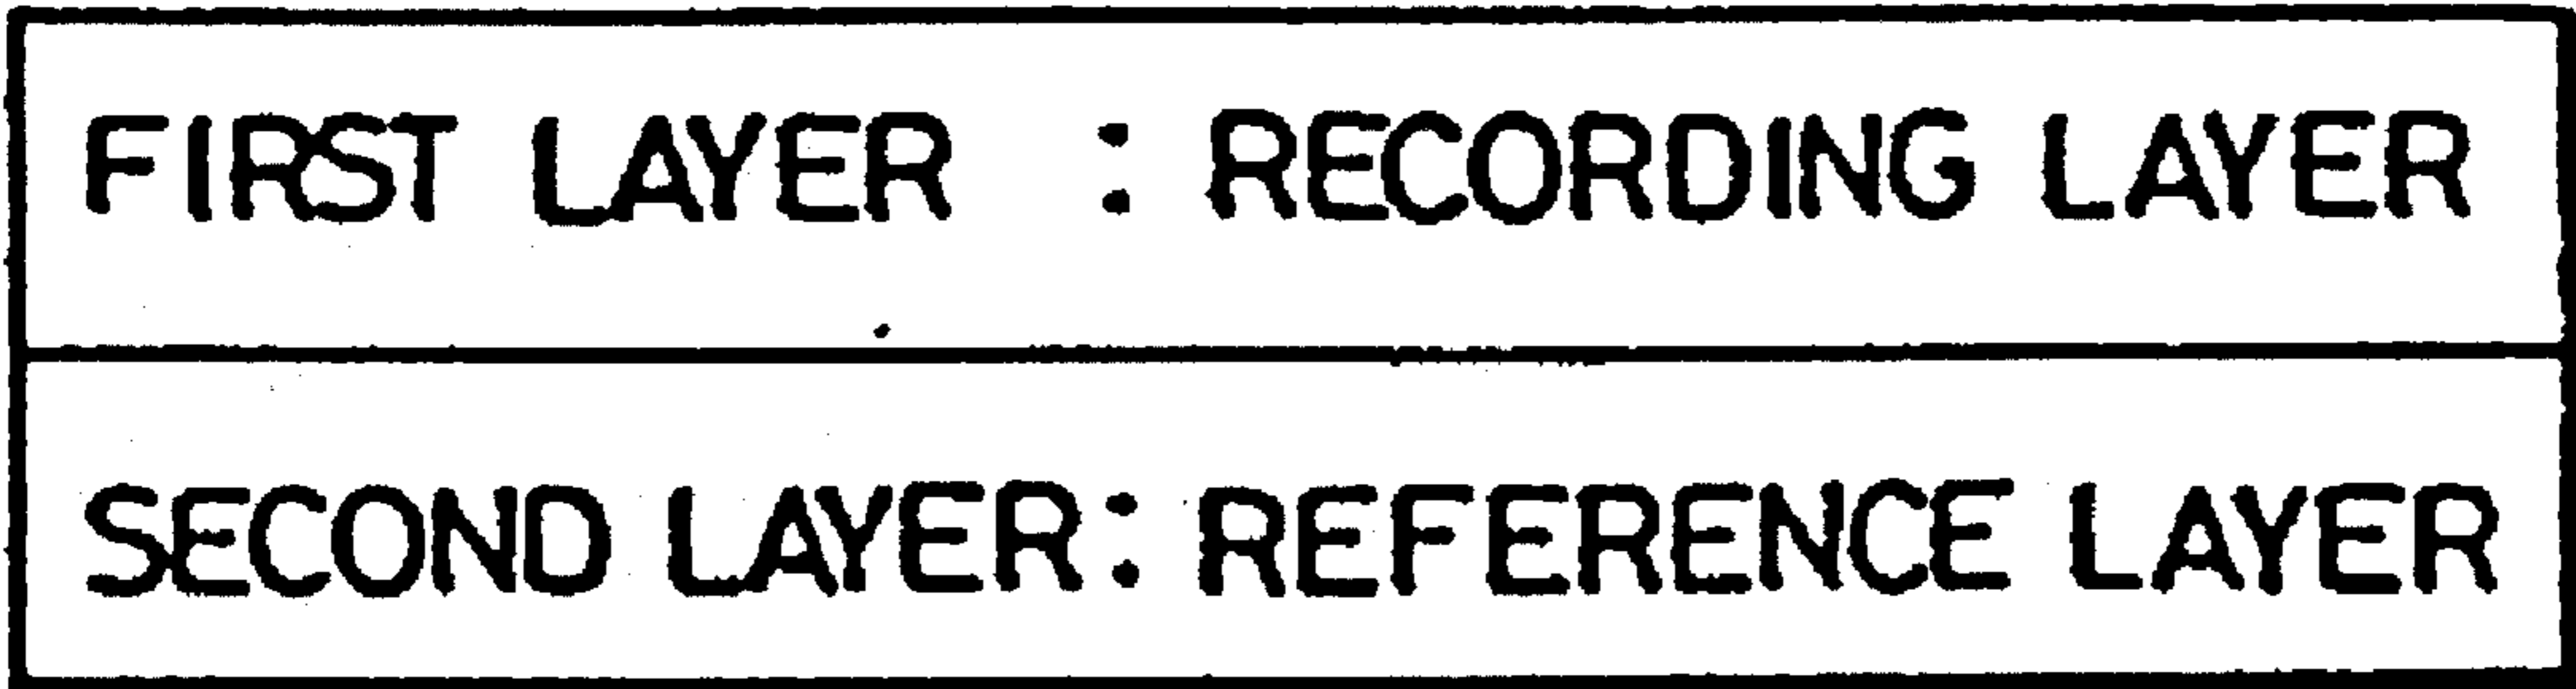 FIRST LAYER : RECORDING LAYER
SECOND LAYER: REFERENCE LAYER